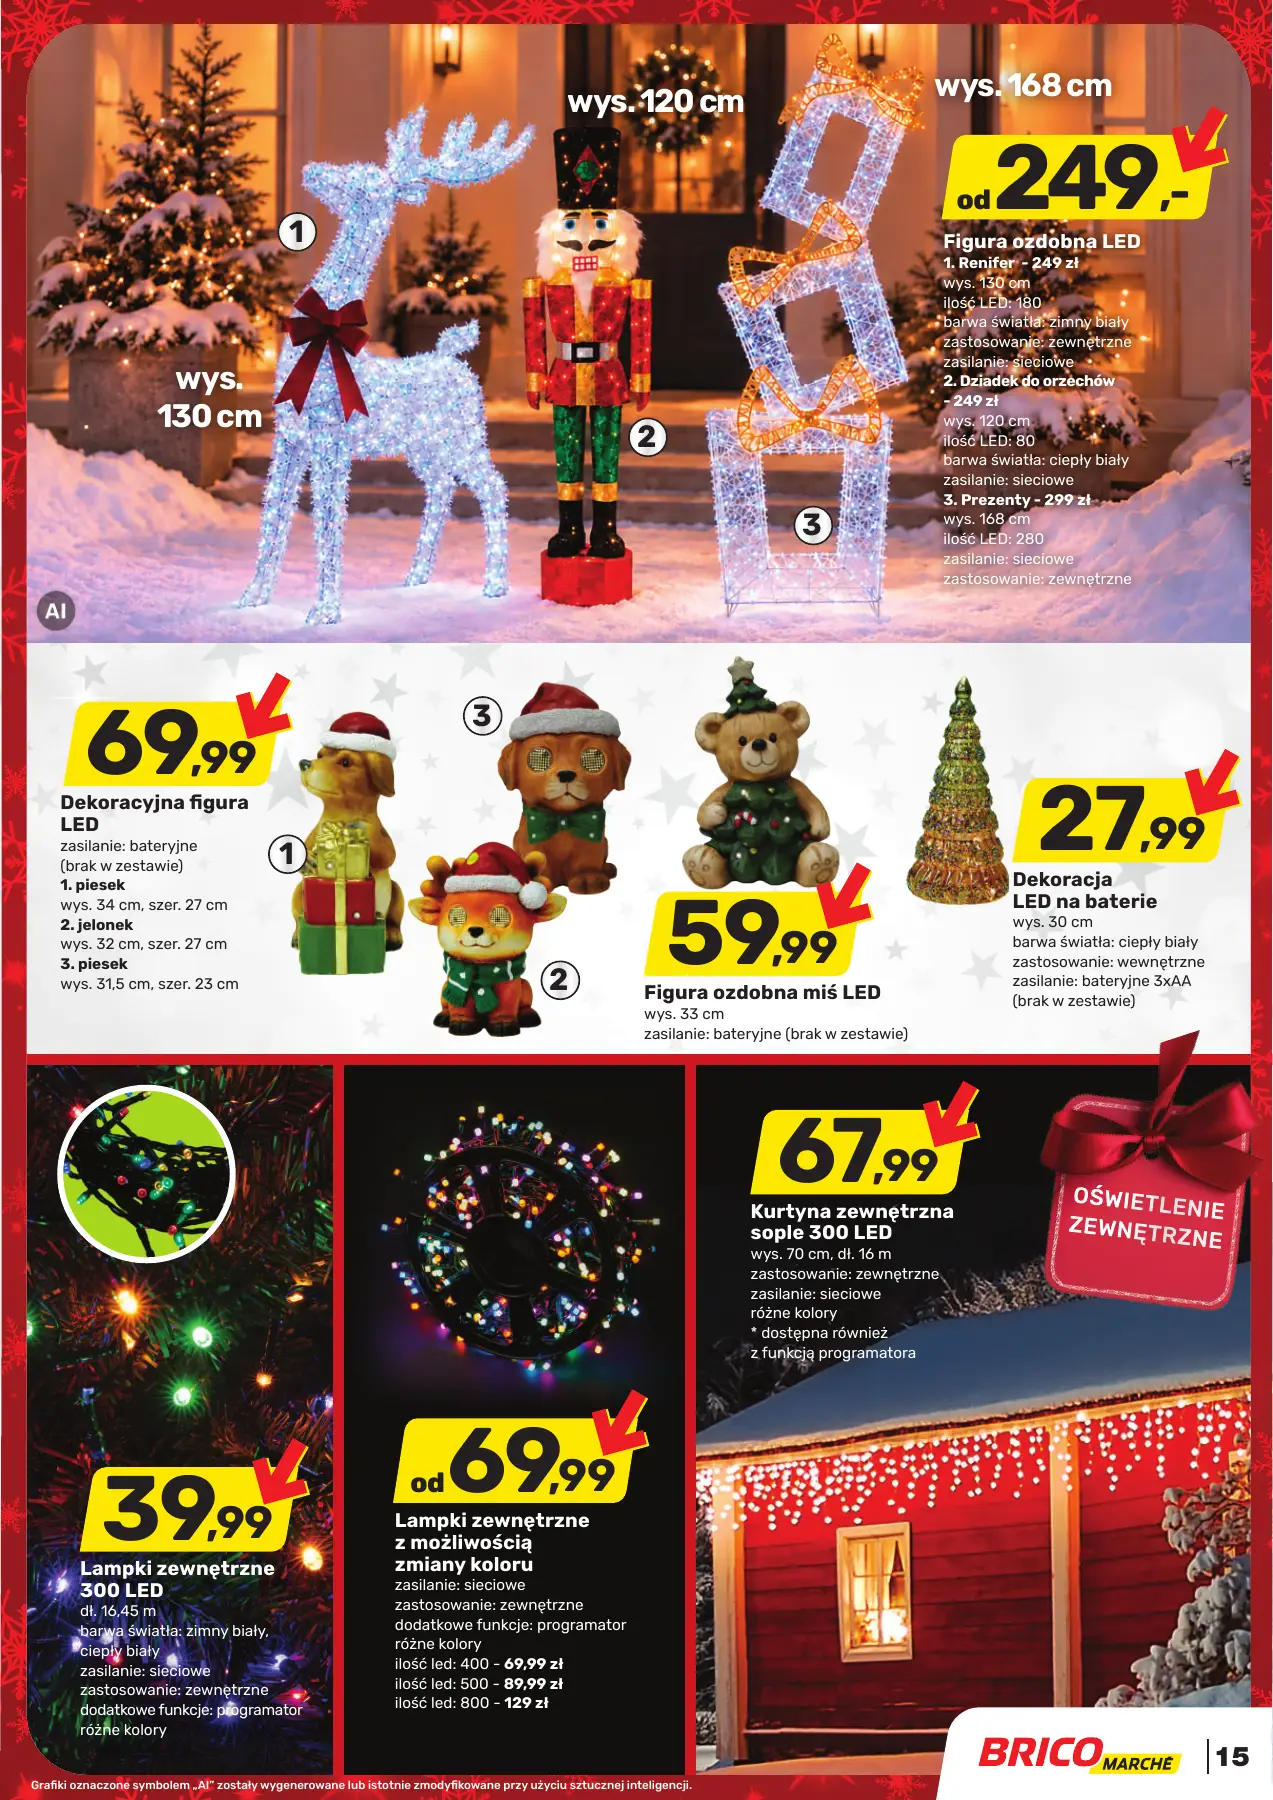 wys. 120 cm
wys. 168 cm
od 249,-
1
wys.
130 cm
2
3
Figura ozdobna LED
1. Renifer - 249 zł
wys. 130 cm
ilość LED: 180
barwa światła: zimny biały
zastosowanie: zewnętrzne
zasilanie: sieciowe
2. Dziadek do orzechów
- 249 zł
wys. 120 cm
ilość LED: 80
barwa światła: ciepły biały
zasilanie: sieciowe
3. Prezenty - 299 zł
wys. 168 cm
ilość LED: 280
zasilanie: sieciowe
zastosowanie: zewnętrzne
AI
69,99
Dekoracyjna figura
LED
zasilanie: bateryjne
(brak w zestawie)
1. piesek
wys. 34 cm, szer. 27 cm
2. jelonek
wys. 32 cm, szer. 27 cm
3. piesek
wys. 31,5 cm, szer. 23 cm
3
1
2
59,99
Figura ozdobna miś LED
wys. 33 cm
zasilanie: bateryjne (brak w zestawie)
27,99
Dekoracja
LED na baterie
wys. 30 cm
barwa światła: ciepły biały
zastosowanie: wewnętrzne
zasilanie: bateryjne 3xAA
(brak w zestawie)
39,99
Lampki zewnętrzne
300 LED
dł. 16,45 m
barwa światła: zimny biały,
ciepły biały
zasilanie: sieciowe
zastosowanie: zewnętrzne
dodatkowe funkcje: programator
różne kolory
od 69,99
Lampki zewnętrzne
z możliwością
zmiany koloru
zasilanie: sieciowe
zastosowanie: zewnętrzne
dodatkowe funkcje: programator
różne kolory
ilość led: 400 - 69,99 zł
ilość led: 500 - 89,99 zł
ilość led: 800 - 129 zł
67,99
Kurtyna zewnętrzna
sople 300 LED
wys. 70 cm, dł. 16 m
zastosowanie: zewnętrzne
zasilanie: sieciowe
różne kolory
* dostępna również
z funkcją programatora
OŚWIETLENIE
ZEWNĘTRZNE
BRICO MARCHÉ
15
Grafiki oznaczone symbolem „AI” zostały wygenerowane lub istotnie zmodyfikowane przy użyciu sztucznej inteligencji.